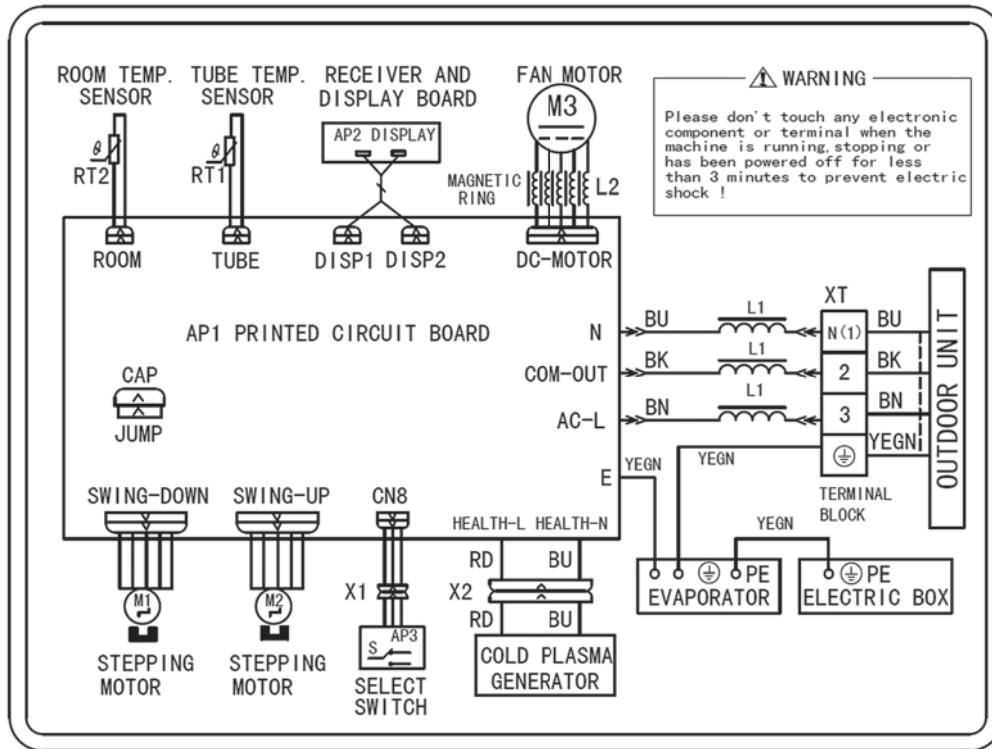 ROOM TEMP.
SENSOR
TUBE TEMP.
SENSOR
RECEIVER AND
DISPLAY BOARD
FAN MOTOR
WARNING
Please don't touch any electronic
component or terminal when the
machine is running, stopping or
has been powered off for less
than 3 minutes to prevent electric
shock !
AP2 DISPLAY
M3
θ
RT2
θ
RT1
MAGNETIC
RING
L2
ROOM
TUBE
DISP1
DISP2
DC-MOTOR
AP1 PRINTED CIRCUIT BOARD
N
BU
L1
XT
N(1)
BU
COM-OUT
BK
L1
2
BK
AC-L
BN
L1
3
BN
YEGN
OUTDOOR UNIT
E
YEGN
YEGN
TERMINAL
BLOCK
YEGN
CAP
JUMP
SWING-DOWN
SWING-UP
CN8
HEALTH-L
HEALTH-N
RD
BU
X1
X2
RD
BU
M1
M2
S
AP3
STEPPING
MOTOR
STEPPING
MOTOR
SELECT
SWITCH
COLD PLASMA
GENERATOR
PE
EVAPORATOR
PE
ELECTRIC BOX